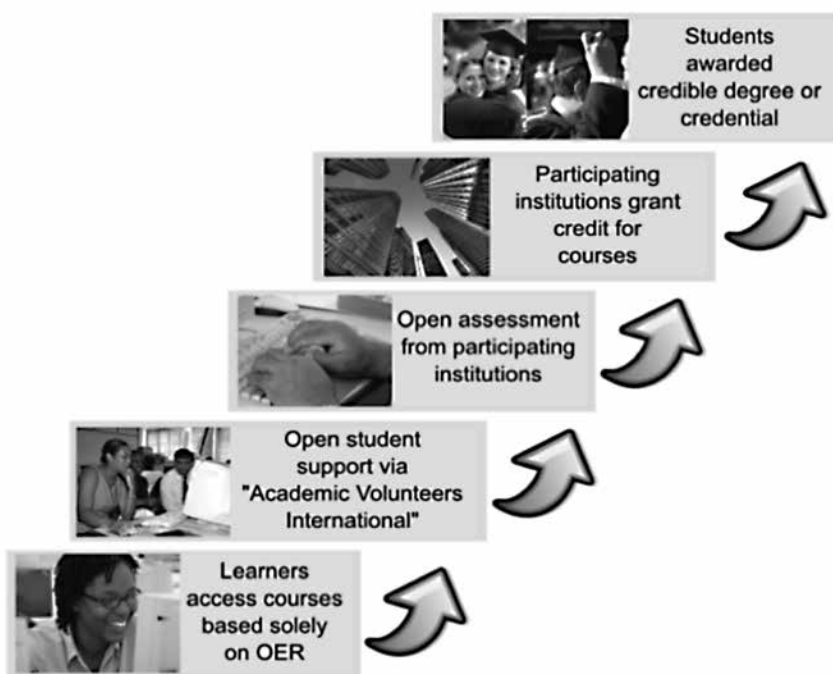 Students
awarded
credible degree or
credential
Participating
institutions grant
credit for
courses
Open assessment
from participating
institutions
Open student
support via
"Academic Volunteers
International"
Learners
access courses
based solely
on OER